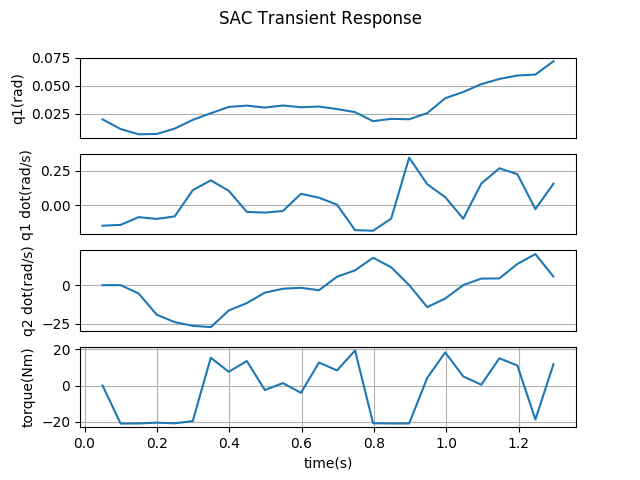 SAC Transient Response
q1(rad)
0.075
0.050
0.025
q1 dot(rad/s)
0.25
0.00
q2 dot(rad/s)
0
−25
torque(Nm)
20
0
−20
0.0 0.2 0.4 0.6 0.8 1.0 1.2
time(s)